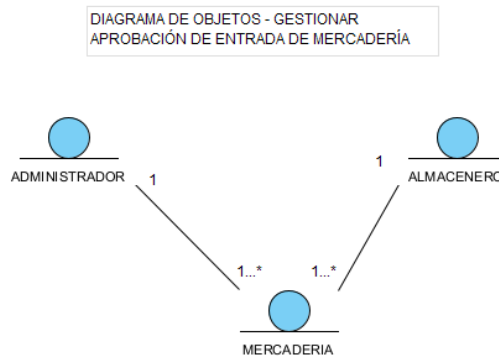 DIAGRAMA DE OBJETOS - GESTIONAR
APROBACIÓN DE ENTRADA DE MERCADERÍA
ADMINISTRADOR
ALMACENERO
1
1
1...*
1...*
MERCADERIA